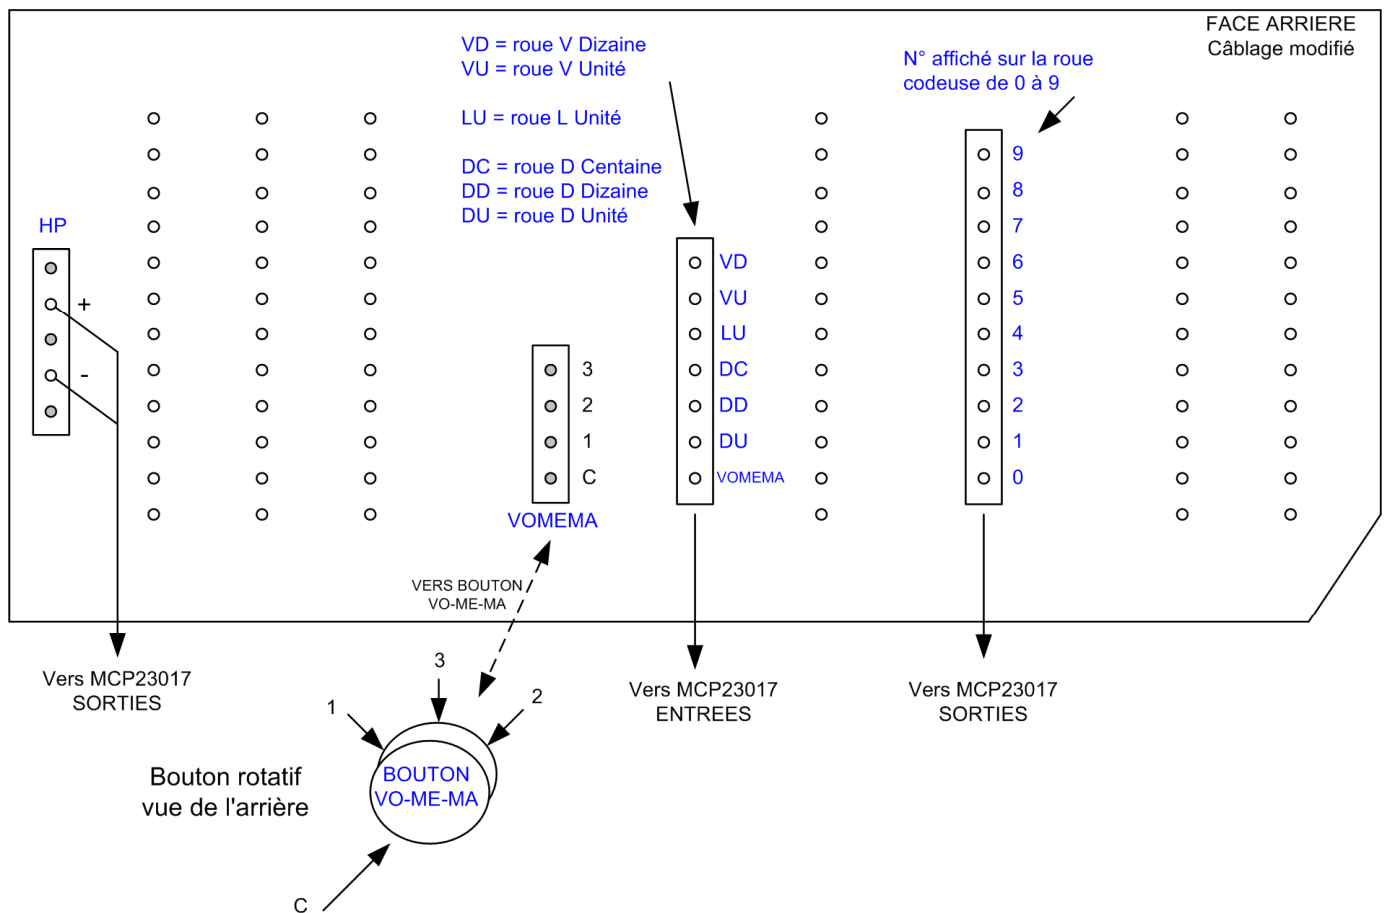 FACE ARRIERE
Câblage modifié
VD = roue V Dizaine
VU = roue V Unité
LU = roue L Unité
DC = roue D Centaine
DD = roue D Dizaine
DU = roue D Unité
N° affiché sur la roue
codeuse de 0 à 9
HP
+
-
3
2
1
C
VOMEMA
VD
VU
LU
DC
DD
DU
VOMEMA
9
8
7
6
5
4
3
2
1
0
VERS BOUTON
VO-ME-MA
Vers MCP23017
SORTIES
Vers MCP23017
ENTREES
Vers MCP23017
SORTIES
3
1
2
BOUTON
VO-ME-MA
Bouton rotatif
vue de l'arrière
C